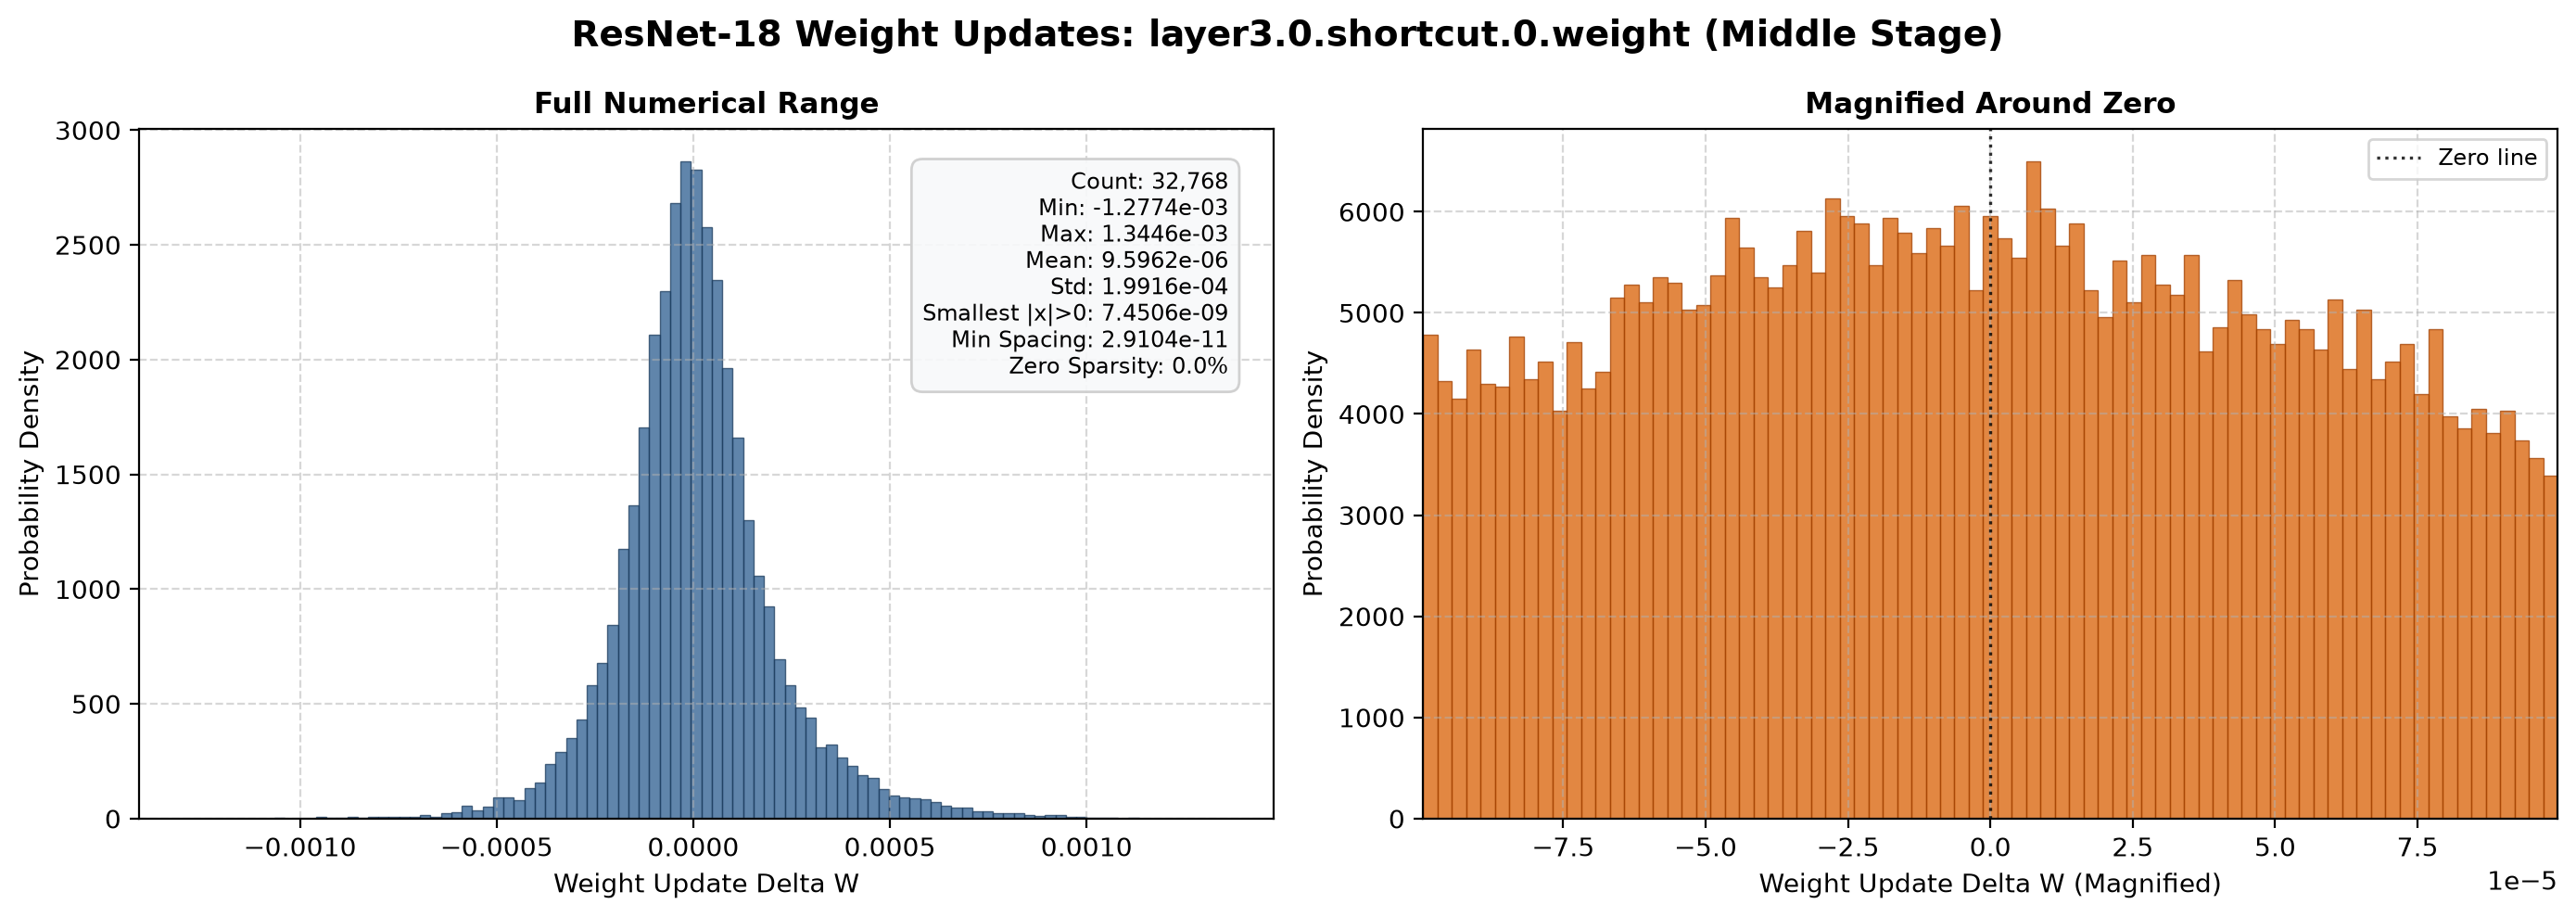 ResNet-18 Weight Updates: layer3.0.shortcut.0.weight (Middle Stage)
Full Numerical Range
3000
2500
2000
1500
1000
500
0
Probability Density
Count: 32,768
Min: -1.2774e-03
Max: 1.3446e-03
Mean: 9.5962e-06
Std: 1.9916e-04
Smallest |x|>0: 7.4506e-09
Min Spacing: 2.9104e-11
Zero Sparsity: 0.0%
−0.0010 −0.0005 0.0000 0.0005 0.0010
Weight Update Delta W
Magnified Around Zero
Zero line
6000
5000
4000
3000
2000
1000
0
Probability Density
−7.5 −5.0 −2.5 0.0 2.5 5.0 7.5
1e−5
Weight Update Delta W (Magnified)